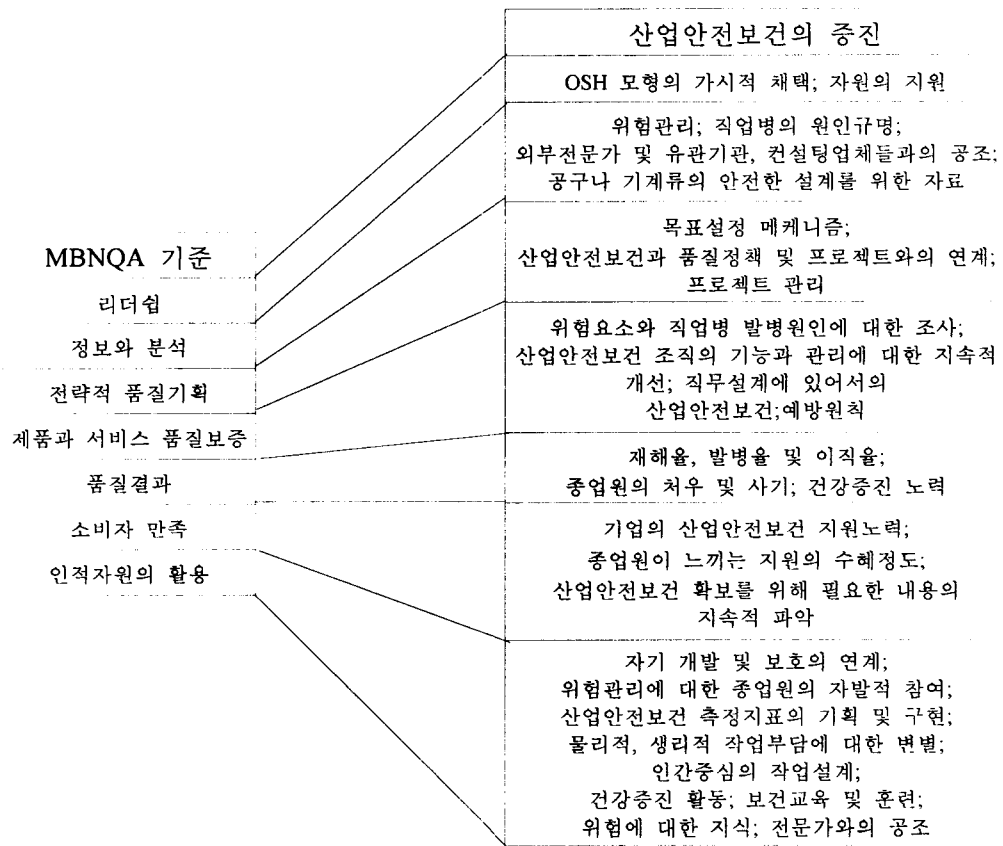 MBNQA 기준
리더쉽
정보와 분석
전략적 품질기획
제품과 서비스 품질보증
품질결과
소비자 만족
인적자원의 활용
산업안전보건의 증진
OSH 모형의 가시적 채택; 자원의 지원
위험관리; 직업병의 원인규명;
외부전문가 및 유관기관, 컨설팅업체들과의 공조;
공구나 기계류의 안전한 설계를 위한 자료
목표설정 메케니즘;
산업안전보건과 품질정책 및 프로젝트와의 연계;
프로젝트 관리
위험요소와 직업병 발병원인에 대한 조사;
산업안전보건 조직의 기능과 관리에 대한 지속적
개선; 직무설계에 있어서의
산업안전보건;예방원칙
재해율, 발병율 및 이직율;
종업원의 처우 및 사기; 건강증진 노력
기업의 산업안전보건 지원노력;
종업원이 느끼는 지원의 수혜정도;
산업안전보건 확보를 위해 필요한 내용의
지속적 파악
자기 개발 및 보호의 연계;
위험관리에 대한 종업원의 자발적 참여;
산업안전보건 측정지표의 기획 및 구현;
물리적, 생리적 작업부담에 대한 변별;
인간중심의 작업설계;
건강증진 활동; 보건교육 및 훈련;
위험에 대한 지식; 전문가와의 공조